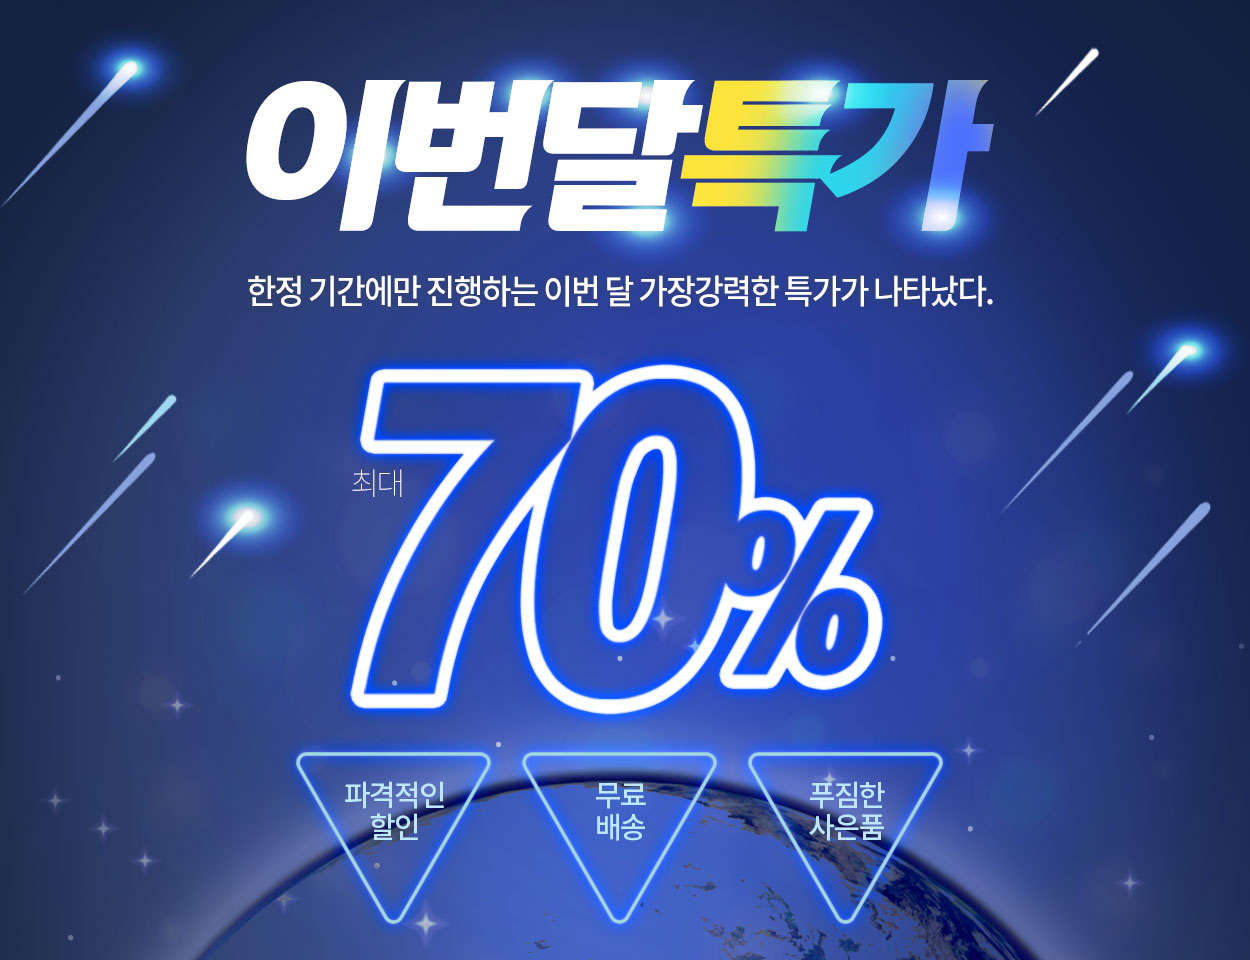 이번달특가
한정 기간에만 진행하는 이번 달 가장강력한 특가가 나타났다.
최대 70%
파격적인
할인
무료
배송
푸짐한
사은품